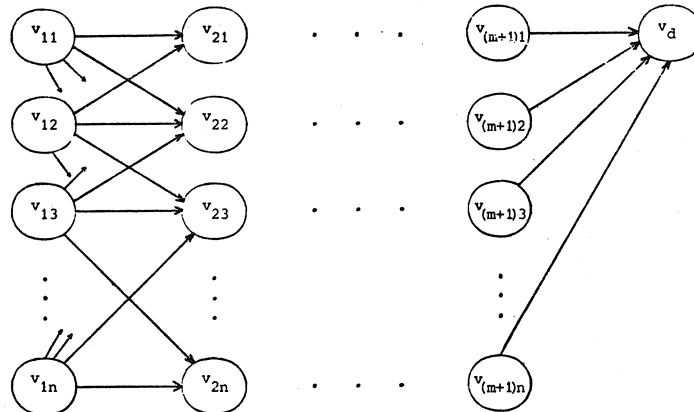 v11 v21 . . . v(m+1)1 vd
v12 v22 . . . v(m+1)2
v13 v23 . . . v(m+1)3
v1n v2n . . . v(m+1)n